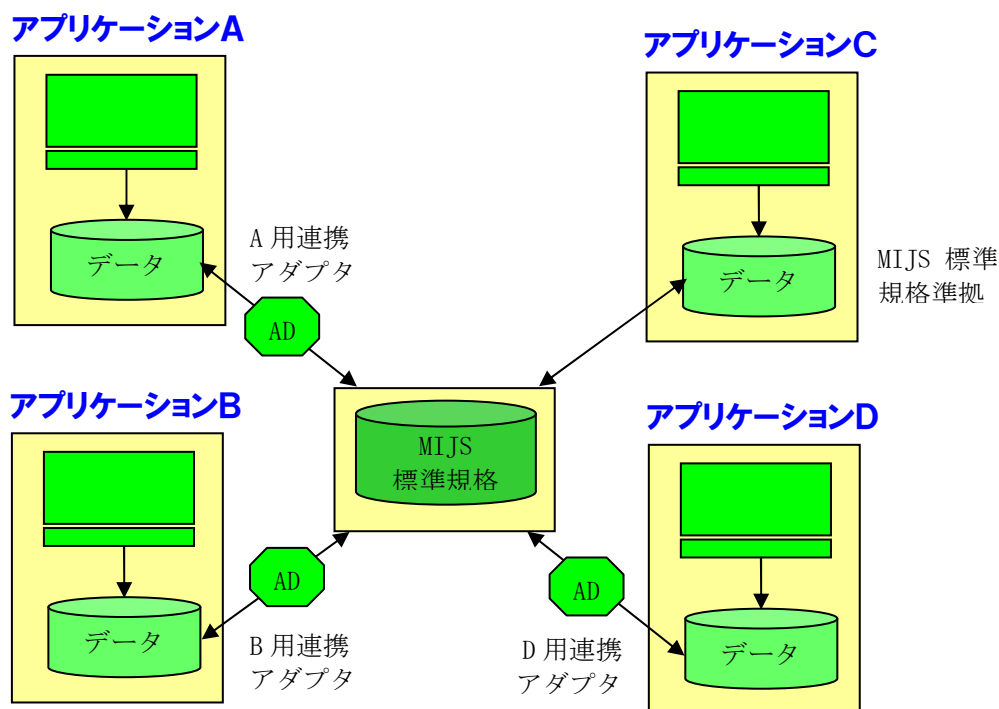 アプリケーションA
データ
A 用連携
アダプタ
AD
アプリケーションC
データ
MIJS 標準
規格準拠
MIJS
標準規格
アプリケーションB
データ
AD
B 用連携
アダプタ
アプリケーションD
データ
AD
D 用連携
アダプタ